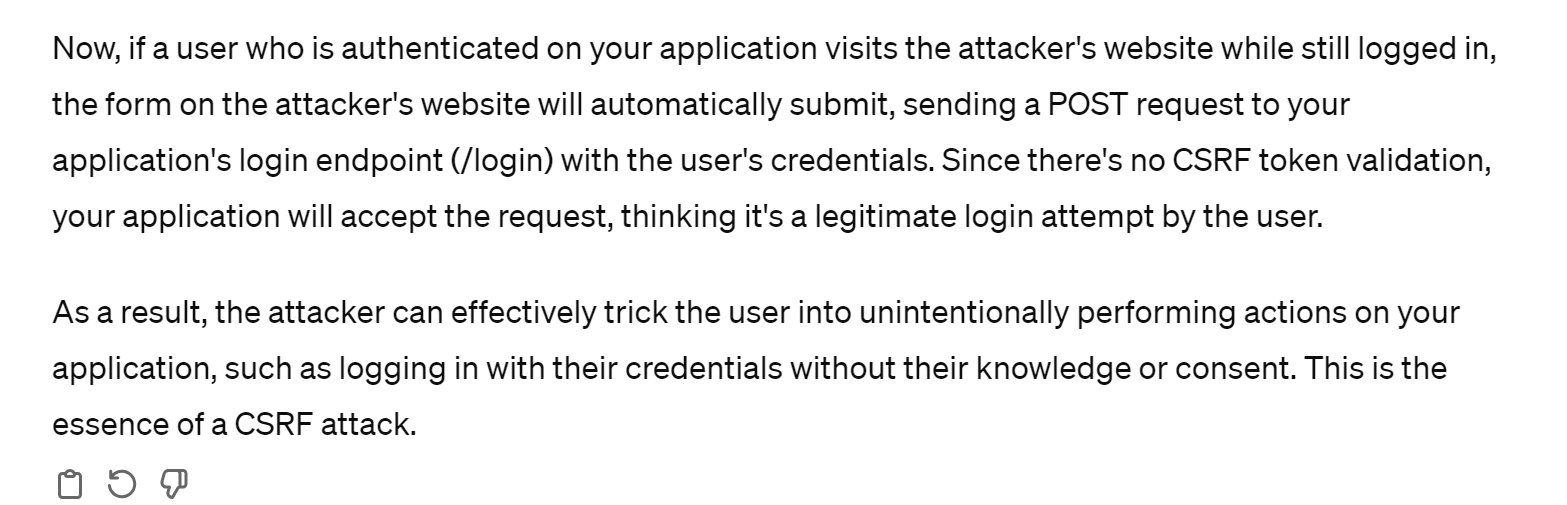 Now, if a user who is authenticated on your application visits the attacker's website while still logged in,
the form on the attacker's website will automatically submit, sending a POST request to your
application's login endpoint (/login) with the user's credentials. Since there's no CSRF token validation,
your application will accept the request, thinking it's a legitimate login attempt by the user.
As a result, the attacker can effectively trick the user into unintentionally performing actions on your
application, such as logging in with their credentials without their knowledge or consent. This is the
essence of a CSRF attack.